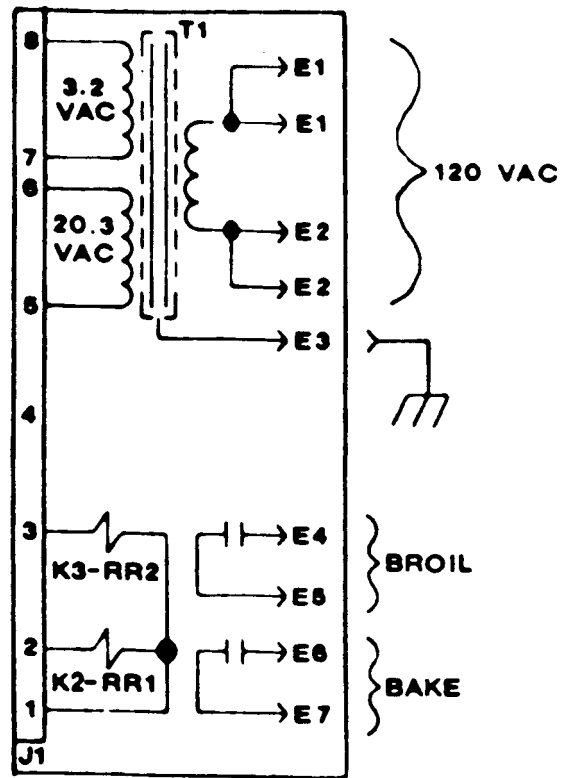 8
T1
E1
3.2
VAC
E1
7
120 VAC
6
20.3
VAC
E2
E2
5
E3
4
3
E4
K3-RR2
BROIL
E5
2
E6
K2-RR1
BAKE
1
E7
J1